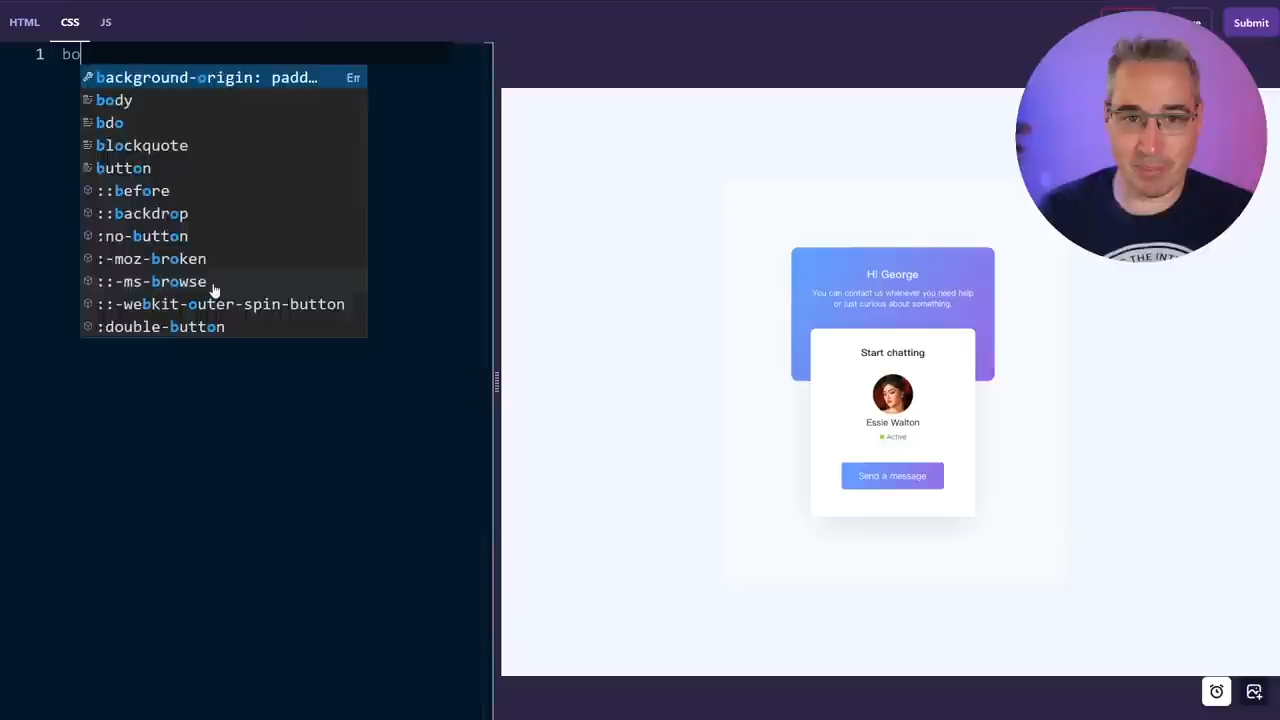 HTML CSS JS
Submit
1 bo
background-origin: padd… Em
body
bdo
blockquote
button
::before
::backdrop
:no-button
:-moz-broken
::-ms-browse
::-webkit-outer-spin-button
:double-button
Hi George
You can contact us whenever you need help
or just curious about something.
Start chatting
Essie Walton
Active
Send a message